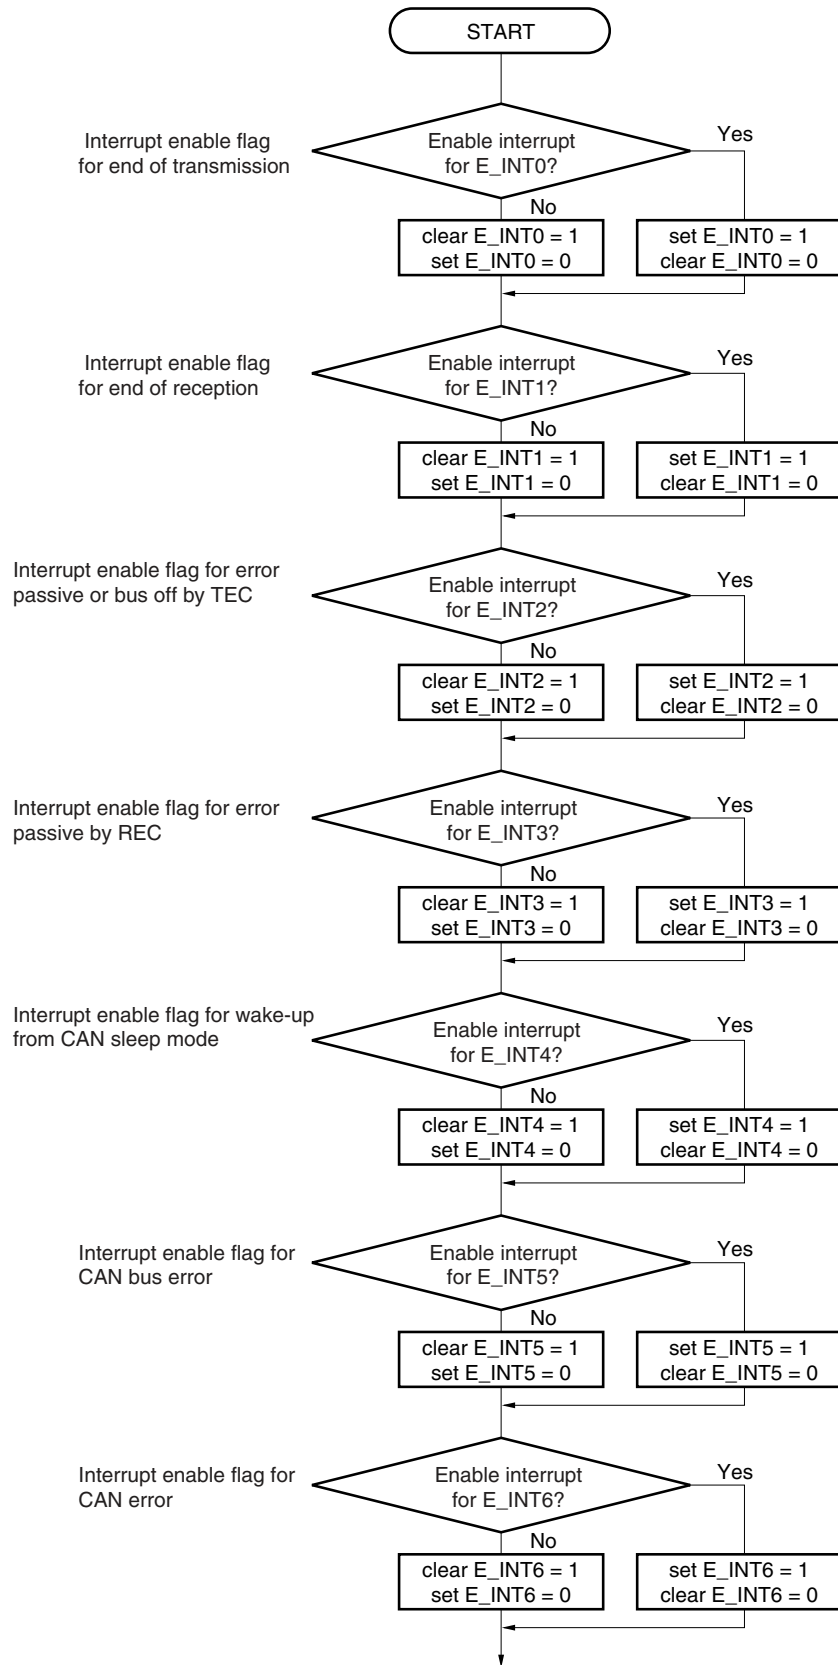 START
Interrupt enable flag
for end of transmission
Enable interrupt
for E_INT0?
Yes
No
clear E_INT0 = 1
set E_INT0 = 0
set E_INT0 = 1
clear E_INT0 = 0
Interrupt enable flag
for end of reception
Enable interrupt
for E_INT1?
Yes
No
clear E_INT1 = 1
set E_INT1 = 0
set E_INT1 = 1
clear E_INT1 = 0
Interrupt enable flag for error
passive or bus off by TEC
Enable interrupt
for E_INT2?
Yes
No
clear E_INT2 = 1
set E_INT2 = 0
set E_INT2 = 1
clear E_INT2 = 0
Interrupt enable flag for error
passive by REC
Enable interrupt
for E_INT3?
Yes
No
clear E_INT3 = 1
set E_INT3 = 0
set E_INT3 = 1
clear E_INT3 = 0
Interrupt enable flag for wake-up
from CAN sleep mode
Enable interrupt
for E_INT4?
Yes
No
clear E_INT4 = 1
set E_INT4 = 0
set E_INT4 = 1
clear E_INT4 = 0
Interrupt enable flag for
CAN bus error
Enable interrupt
for E_INT5?
Yes
No
clear E_INT5 = 1
set E_INT5 = 0
set E_INT5 = 1
clear E_INT5 = 0
Interrupt enable flag for
CAN error
Enable interrupt
for E_INT6?
Yes
No
clear E_INT6 = 1
set E_INT6 = 0
set E_INT6 = 1
clear E_INT6 = 0